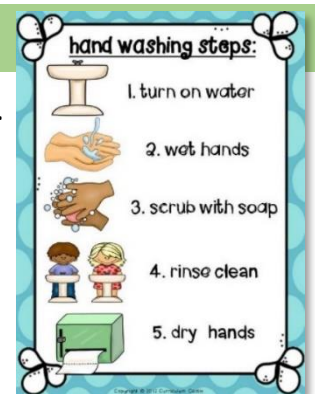 hand washing steps:
1. turn on water
2. wet hands
3. scrub with soap
4. rinse clean
5. dry hands